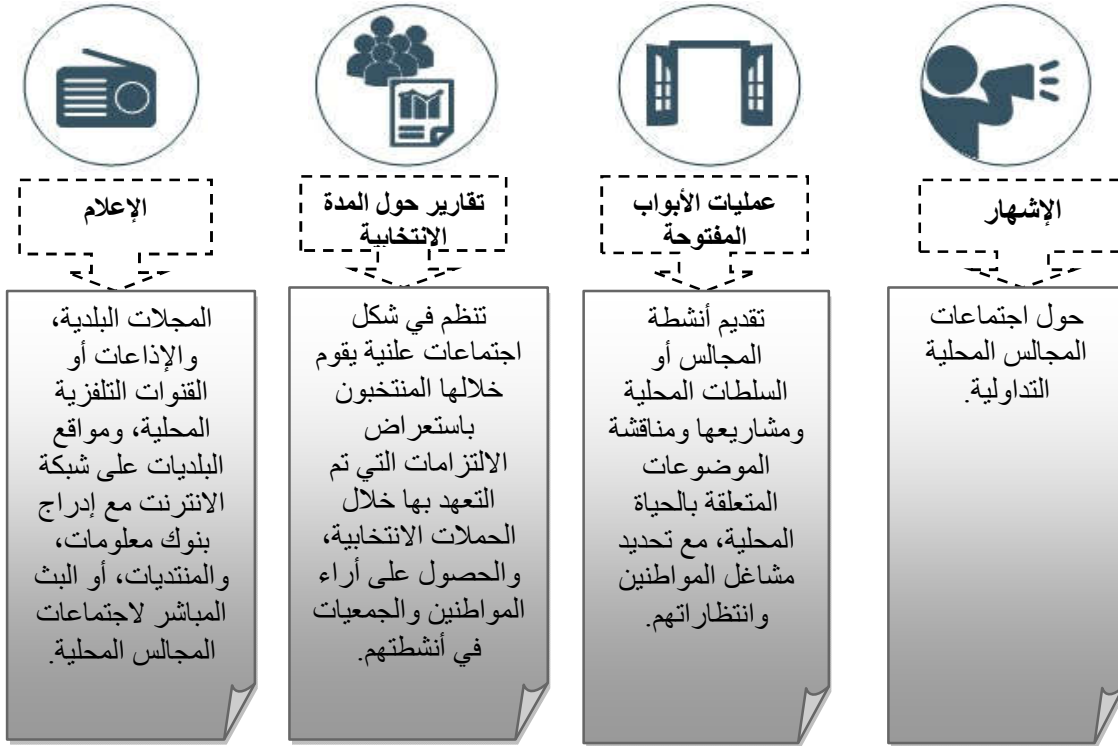 الإشهار
حول اجتماعات
المجالس المحلية
التداولية.
عمليات الأبواب
المفتوحة
تقديم أنشطة
المجالس أو
السلطات المحلية
ومشاريعها ومناقشة
الموضوعات
المتعلقة بالحياة
المحلية، مع تحديد
مشاغل المواطنين
وانتظاراتهم.
تقارير حول المدة
الانتخابية
تنظم في شكل
اجتماعات علنية يقوم
خلالها المنتخبون
باستعراض
الالتزامات التي تم
التعهد بها خلال
الحملات الانتخابية،
والحصول على أراء
المواطنين والجمعيات
في أنشطتهم.
الإعلام
المجلات البلدية،
والإذاعات أو
القنوات التلفزية
المحلية، ومواقع
البلديات على شبكة
الانترنت مع إدراج
بنوك معلومات،
والمنتديات، أو البث
المباشر لاجتماعات
المجالس المحلية.